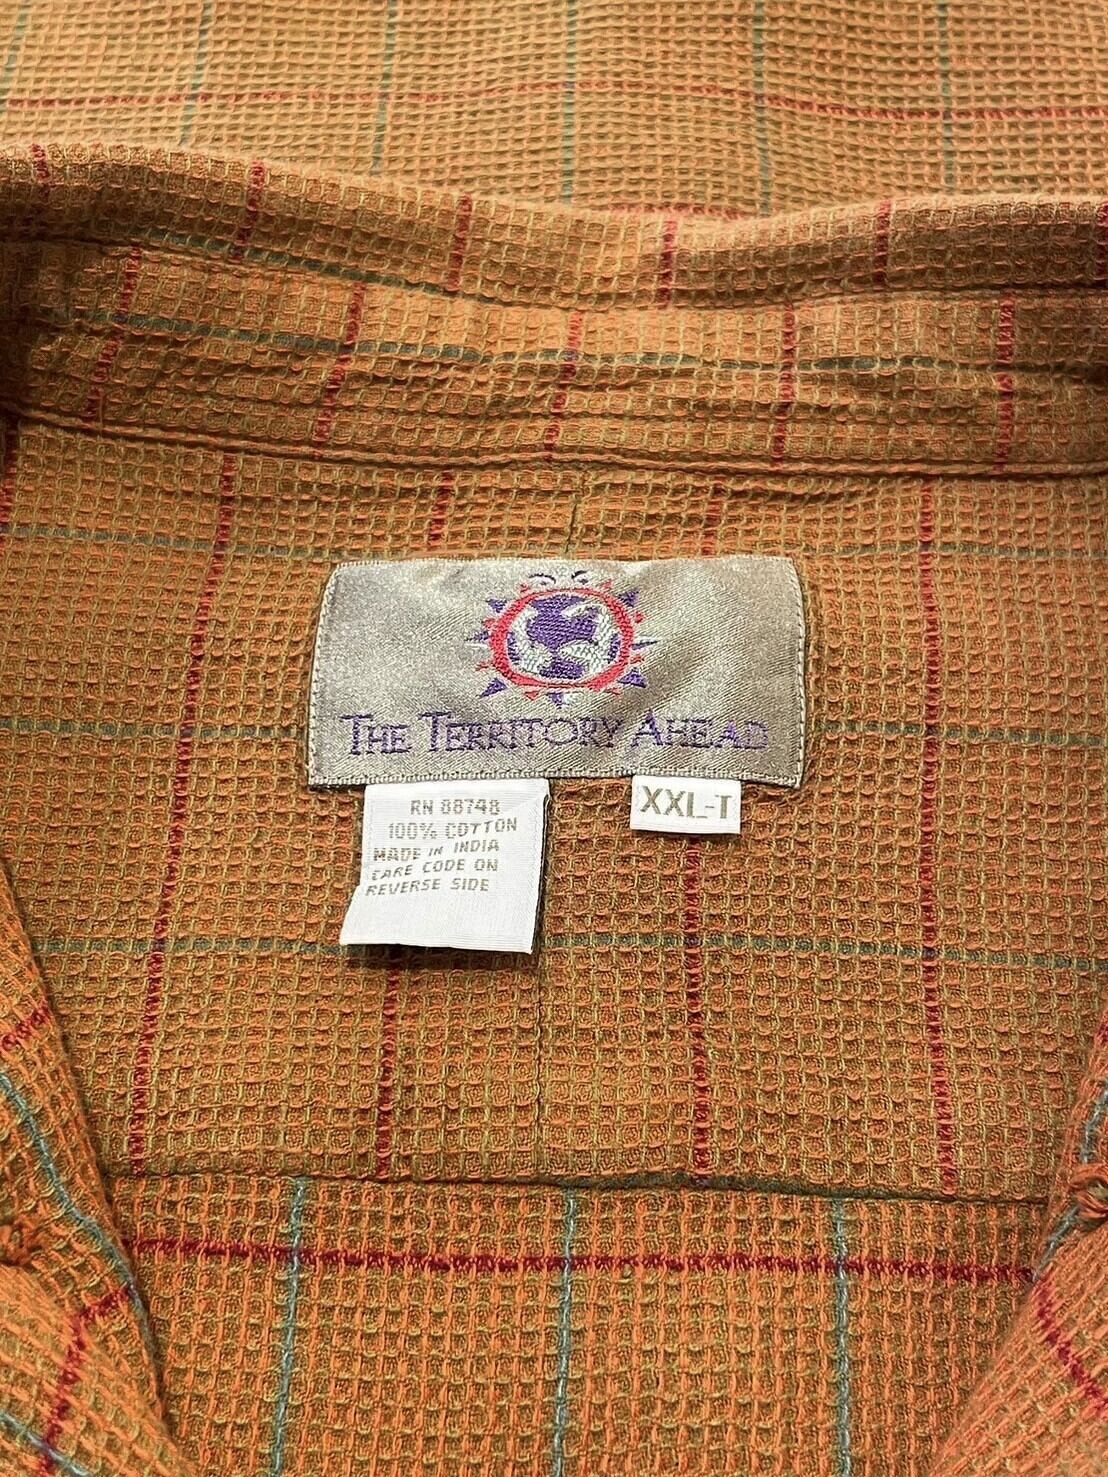 THE TERRITORY AHEAD
XXL-T
RN 88748
100% COTTON
MADE IN INDIA
CARE CODE ON
REVERSE SIDE